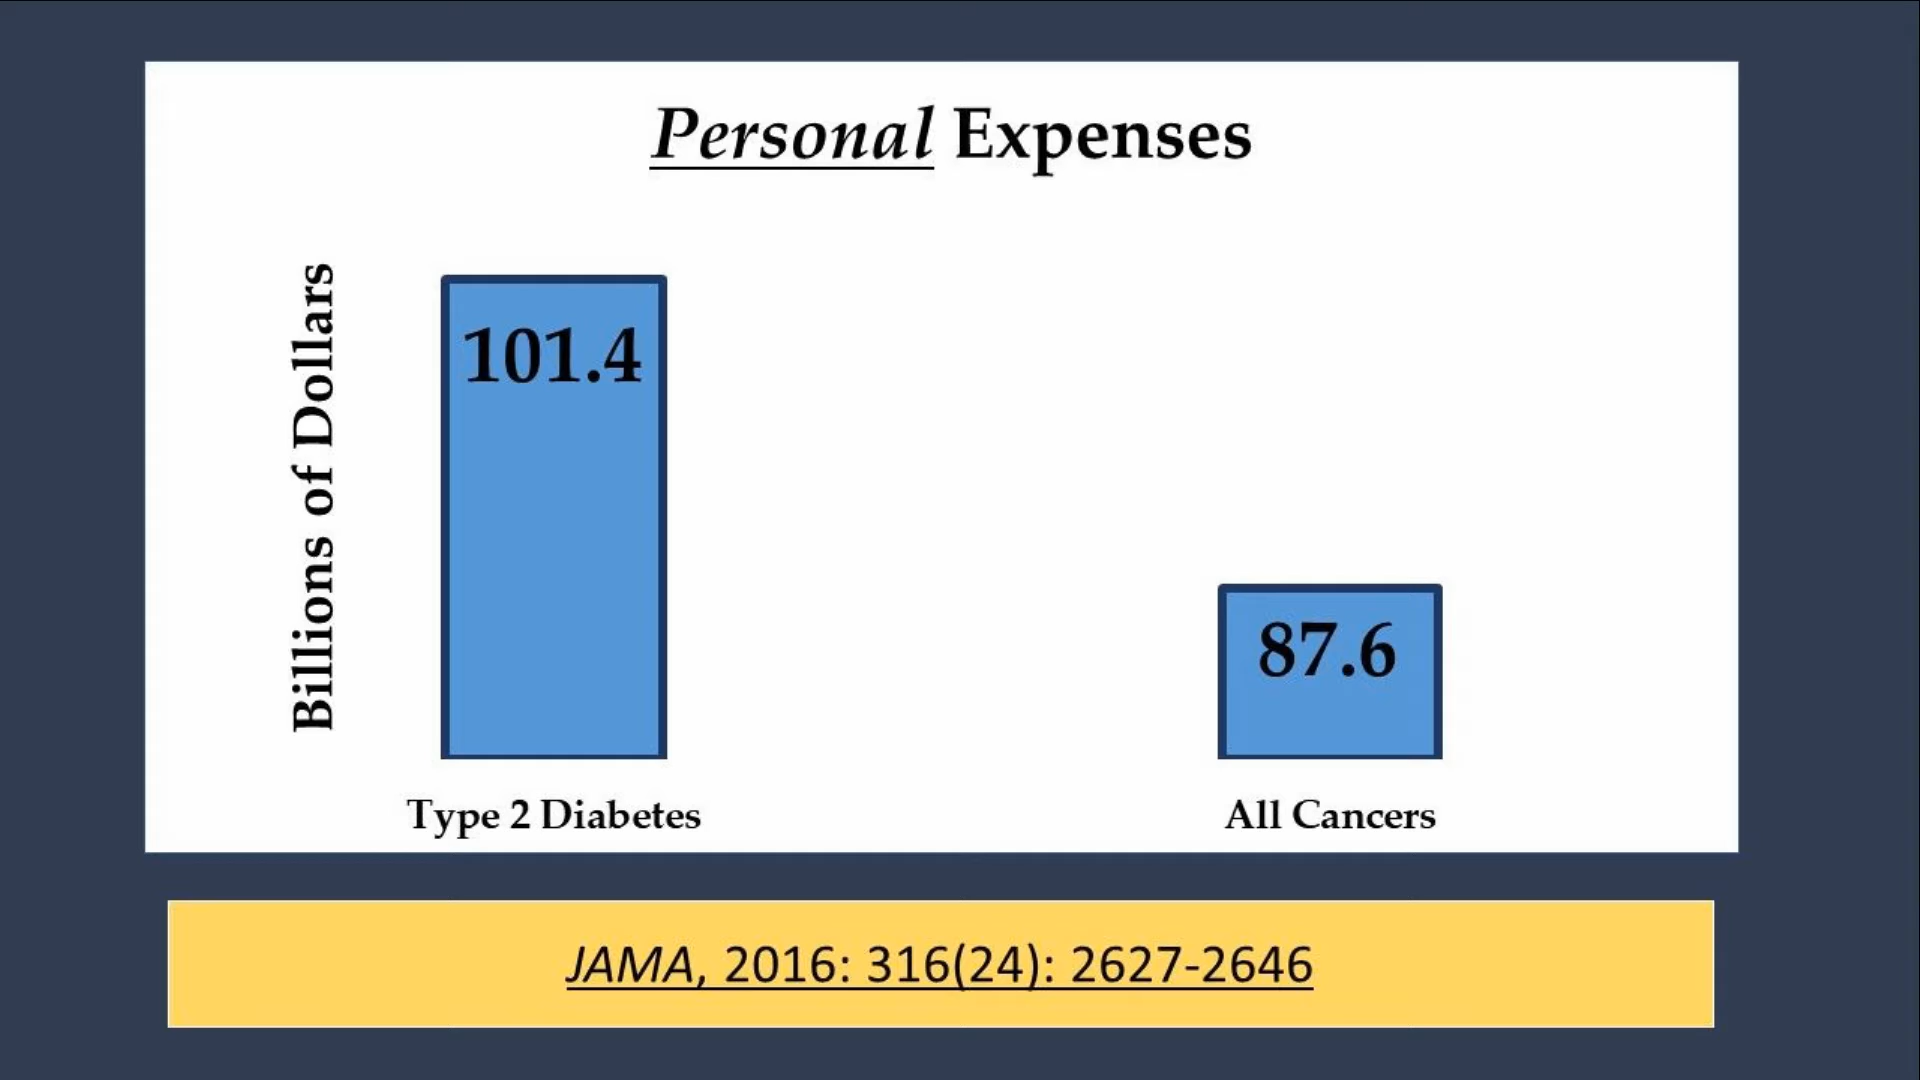 Personal Expenses
Billions of Dollars
101.4
87.6
Type 2 Diabetes
All Cancers
JAMA, 2016: 316(24): 2627-2646